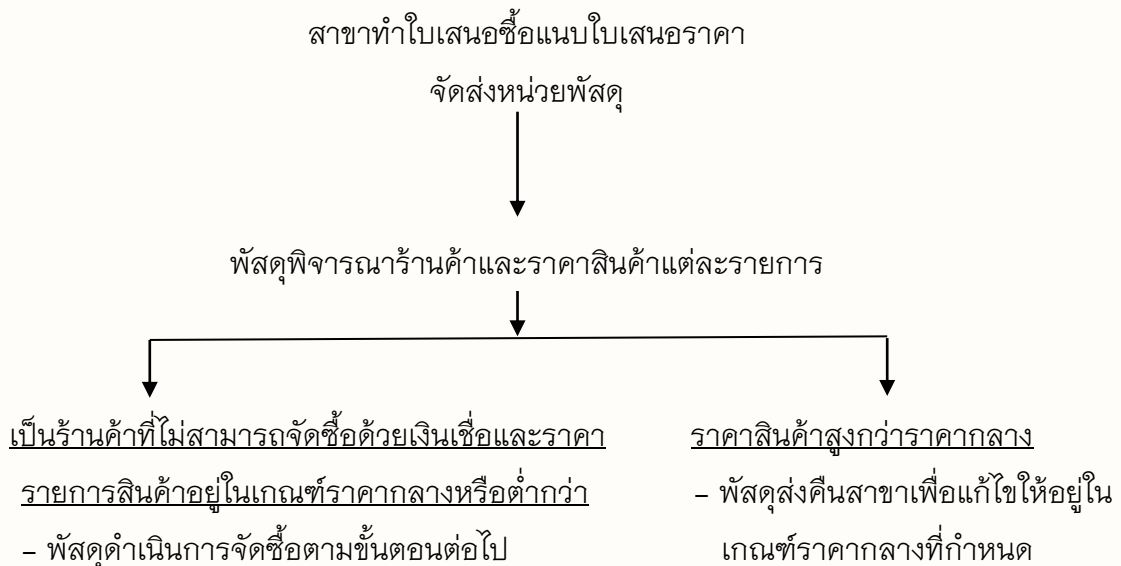 สาขาทำใบเสนอซื้อแนบใบเสนอราคา
จัดส่งหน่วยพัสดุ
พัสดุพิจารณาร้านค้าและราคาสินค้าแต่ละรายการ
เป็นร้านค้าที่ไม่สามารถจัดซื้อด้วยเงินเชื่อและราคา
รายการสินค้าอยู่ในเกณฑ์ราคากลางหรือต่ำกว่า
– พัสดุดำเนินการจัดซื้อตามขั้นตอนต่อไป
ราคาสินค้าสูงกว่าราคากลาง
– พัสดุส่งคืนสาขาเพื่อแก้ไขให้อยู่ใน
เกณฑ์ราคากลางที่กำหนด